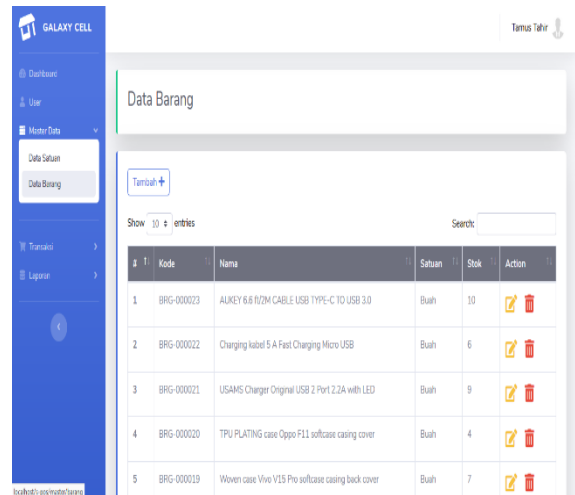 GALAXY CELL
Tamus Tahir
Dashboard
User
Master Data
Data Satuan
Data Barang
Transaksi
Laporan
Data Barang
Tambah +
Show 10 entries
Search:
# Kode Nama Satuan Stok Action
1 BRG-000023 AUKEY 6.6 ft/2M CABLE USB TYPE-C TO USB 3.0 Buah 10
2 BRG-000022 Charging kabel 5 A Fast Charging Micro USB Buah 6
3 BRG-000021 USAMS Charger Original USB 2 Port 2.2A with LED Buah 9
4 BRG-000020 TPU PLATING case Oppo F11 softcase casing cover Buah 4
5 BRG-000019 Woven case Vivo V15 Pro softcase casing back cover Buah 7